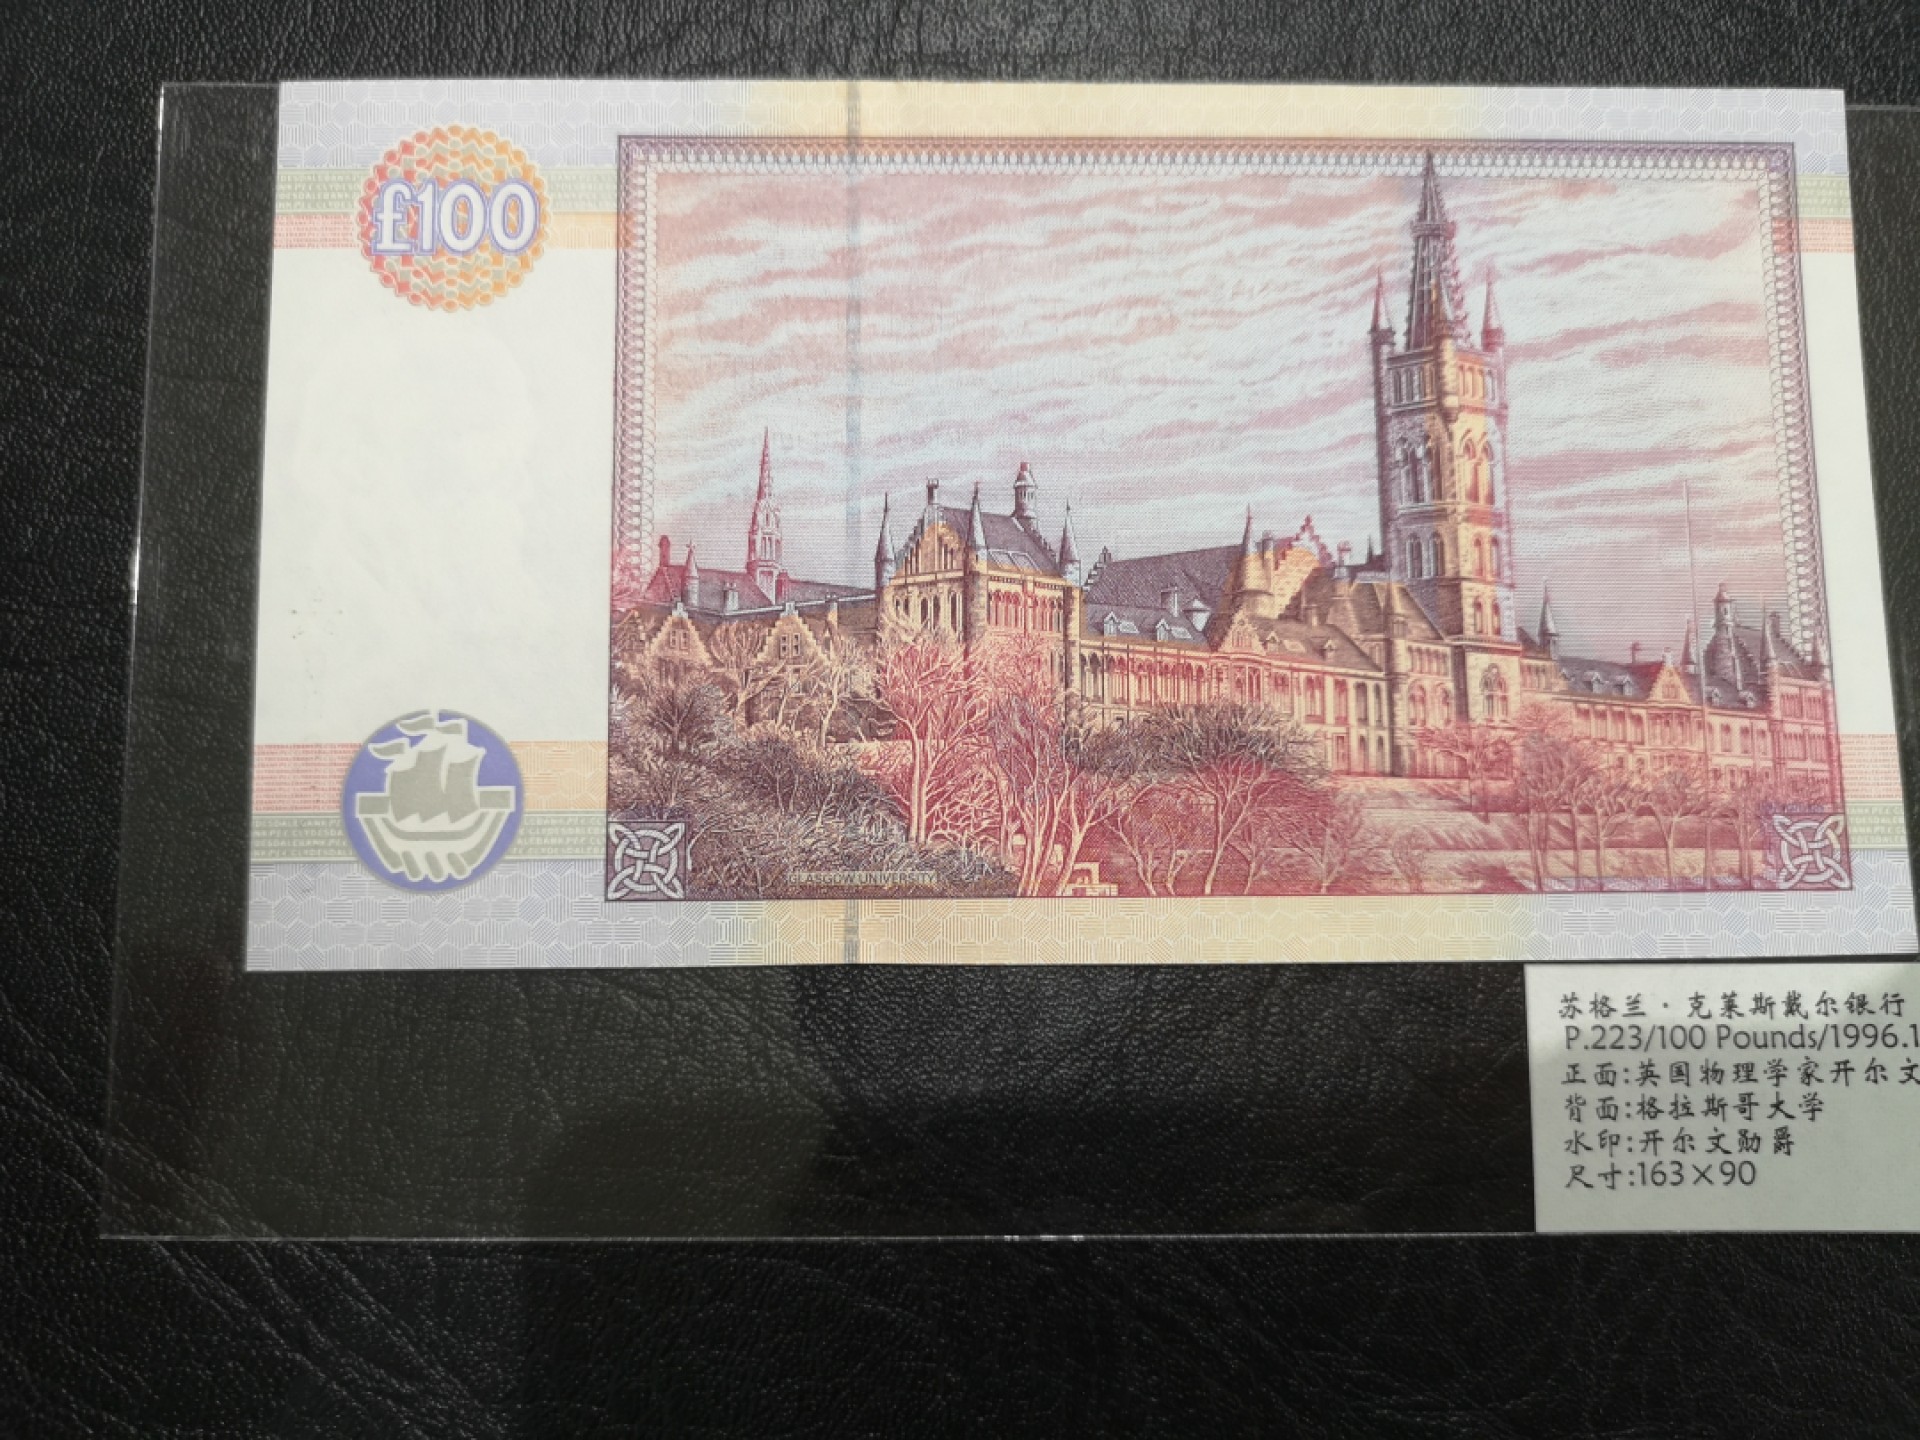 £100
GLASGOW UNIVERSITY
苏格兰·克莱斯戴尔银行
P.223/100 Pounds/1996.1
正面:英国物理学家开尔文
背面:格拉斯哥大学
水印:开尔文勋爵
尺寸:163×90